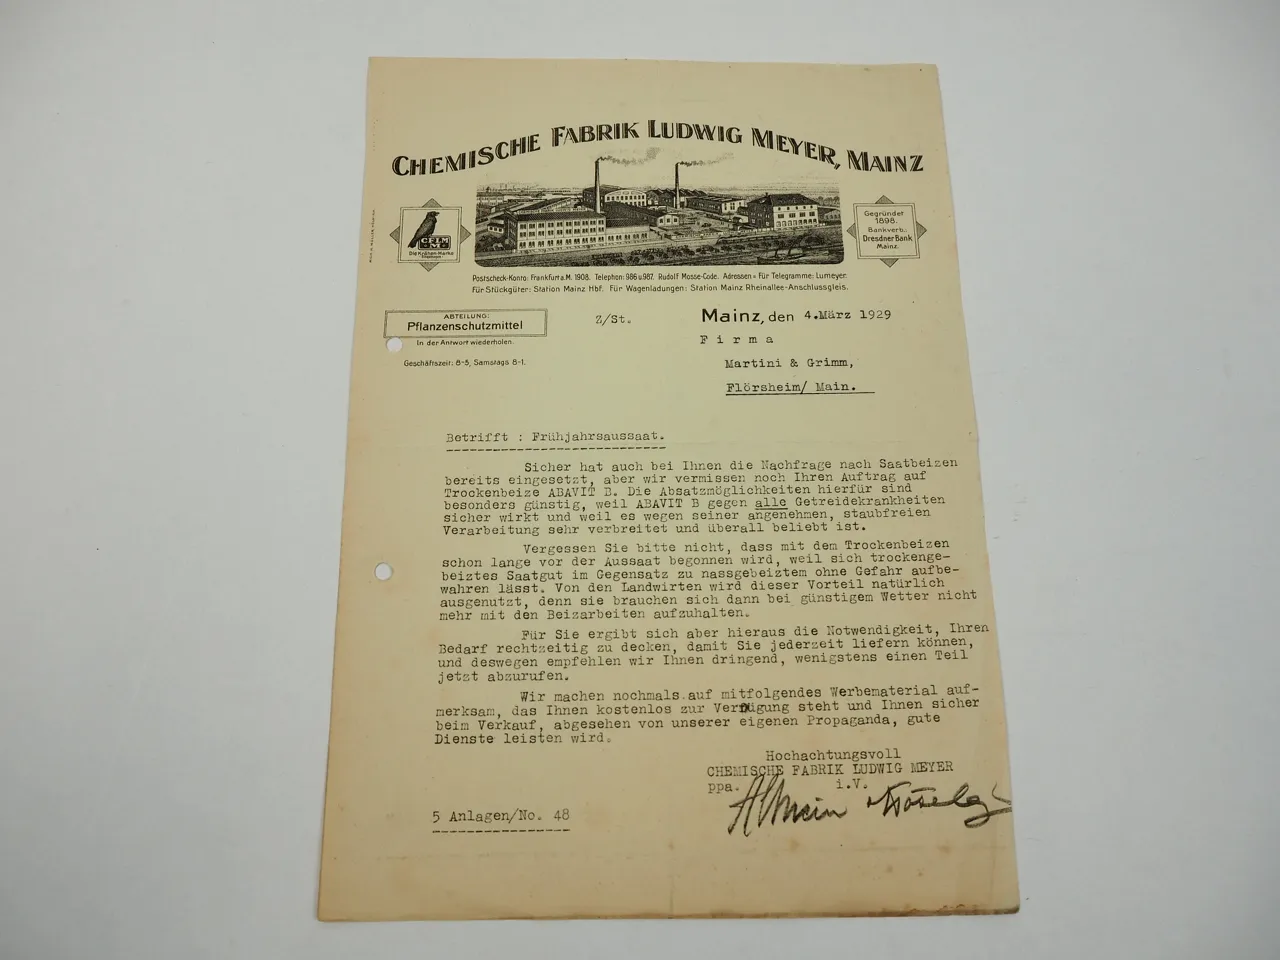 CHEMISCHE FABRIK LUDWIG MEYER, MAINZ
CFLM
M
Die Krähen-Marke
Gegründet
1898.
Bankverb.:
Dresdner Bank
Mainz.
Postscheck-Konto: Frankfurt a.M. 1908. Telephon: 986 u. 987. Rudolf Mosse-Code. Adressen = Für Telegramme: Lumeyer.
Für Stückgüter: Station Mainz Hbf. Für Wagenladungen: Station Mainz Rheinallee-Anschlussgleis.
ABTEILUNG:
Pflanzenschutzmittel
In der Antwort wiederholen.
Geschäftszeit: 8-5, Samstags 8-1.
Z/St.
Mainz, den 4.März 1929
F i r m a
Martini & Grimm,
Flörsheim/ Main.
Betrifft : Frühjahrsaussaat.
Sicher hat auch bei Ihnen die Nachfrage nach Saatbeizen
bereits eingesetzt, aber wir vermissen noch Ihren Auftrag auf
Trockenbeize ABAVIT B. Die Absatzmöglichkeiten hierfür sind
besonders günstig, weil ABAVIT B gegen alle Getreidekrankheiten
sicher wirkt und weil es wegen seiner angenehmen, staubfreien
Verarbeitung sehr verbreitet und überall beliebt ist.
Vergessen Sie bitte nicht, dass mit dem Trockenbeizen
schon lange vor der Aussaat begonnen wird, weil sich trockenge-
beiztes Saatgut im Gegensatz zu nassgebeiztem ohne Gefahr aufbe-
wahren lässt. Von den Landwirten wird dieser Vorteil natürlich
ausgenutzt, denn sie brauchen sich dann bei günstigem Wetter nicht
mehr mit den Beizarbeiten aufzuhalten.
Für Sie ergibt sich aber hieraus die Notwendigkeit, Ihren
Bedarf rechtzeitig zu decken, damit Sie jederzeit liefern können,
und deswegen empfehlen wir Ihnen dringend, wenigstens einen Teil
jetzt abzurufen.
Wir machen nochmals auf mitfolgendes Werbematerial auf-
merksam, das Ihnen kostenlos zur Verfügung steht und Ihnen sicher
beim Verkauf, abgesehen von unserer eigenen Propaganda, gute
Dienste leisten wird.
Hochachtungsvoll
CHEMISCHE FABRIK LUDWIG MEYER
ppa. i.V.
5 Anlagen/No. 48